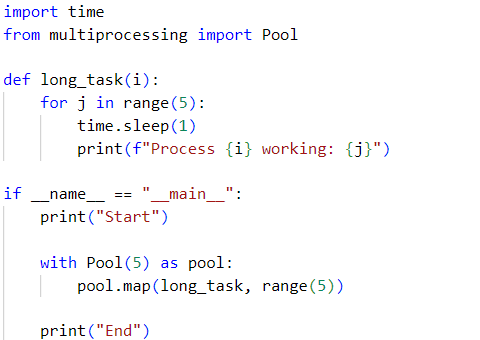 import time
from multiprocessing import Pool

def long_task(i):
    for j in range(5):
        time.sleep(1)
        print(f"Process {i} working: {j}")

if __name__ == "__main__":
    print("Start")

    with Pool(5) as pool:
        pool.map(long_task, range(5))

    print("End")